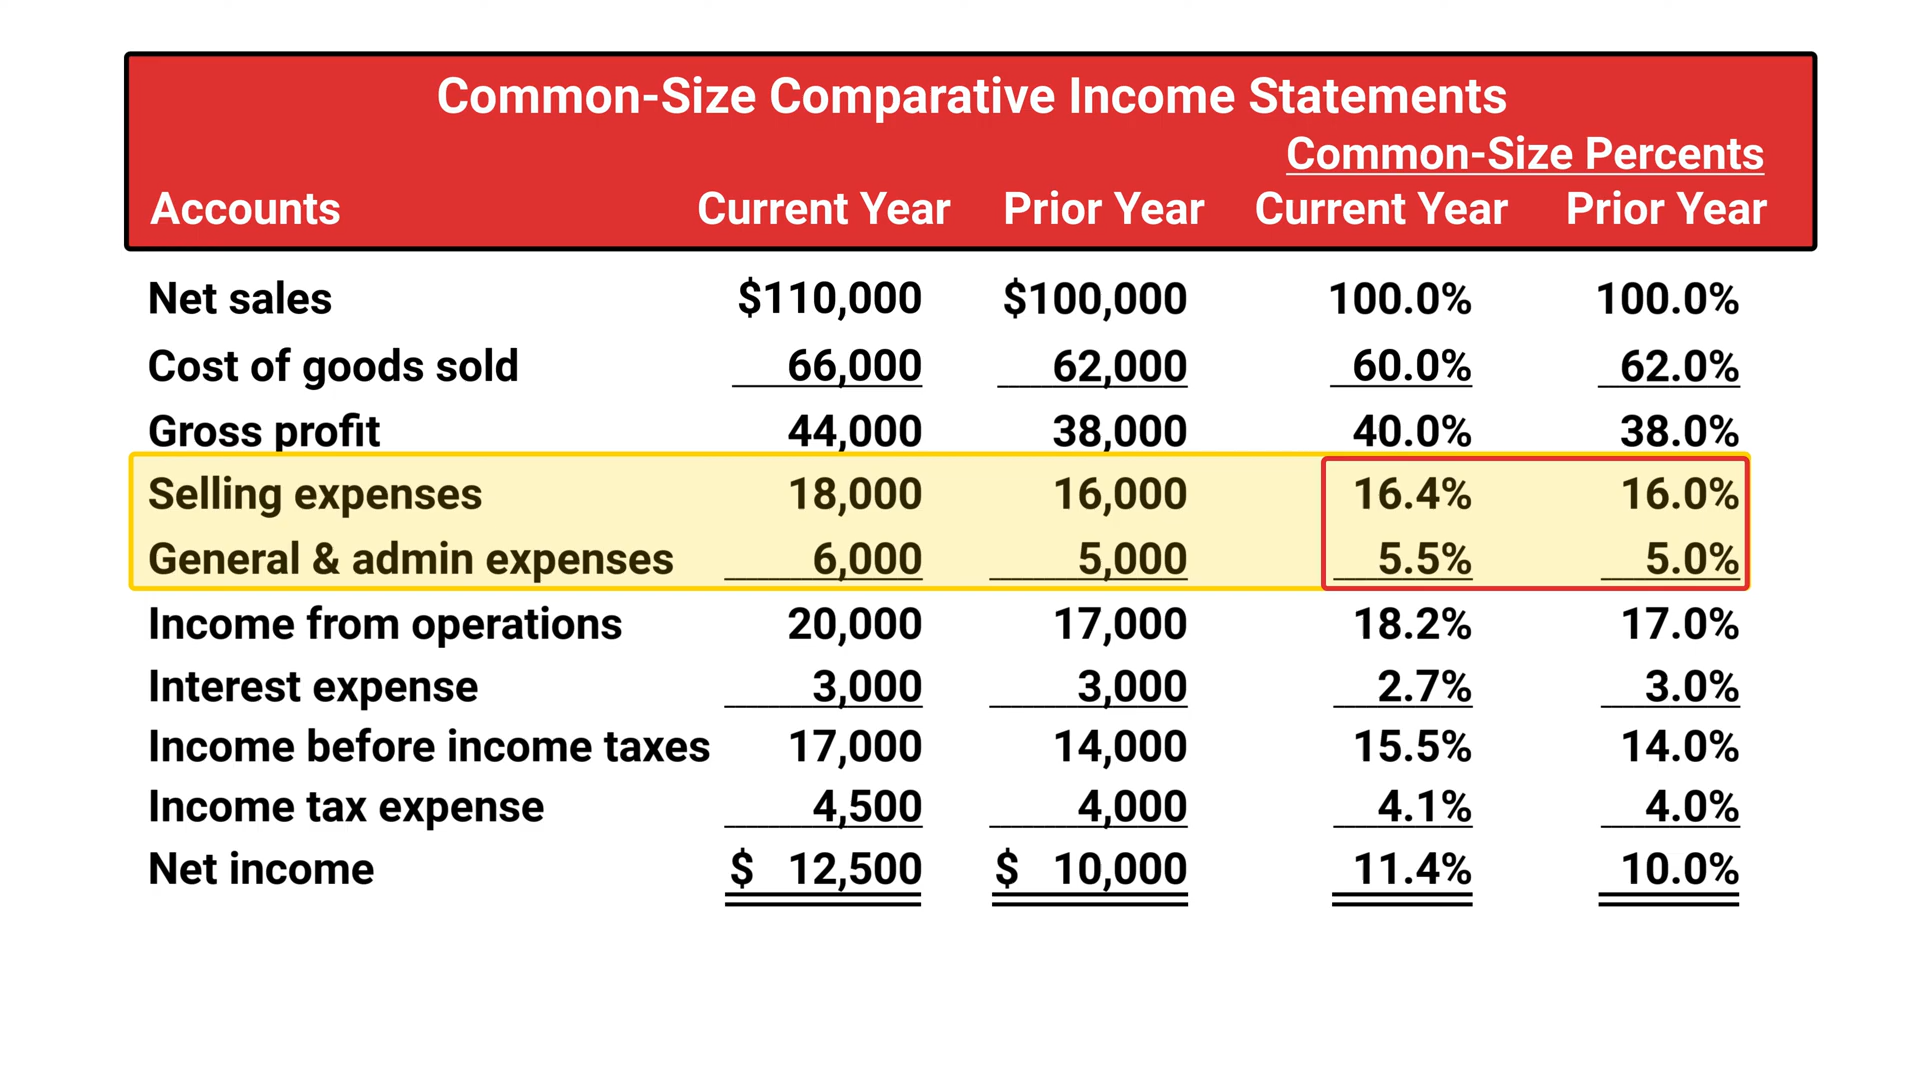 Common-Size Comparative Income Statements
Common-Size Percents
Accounts Current Year Prior Year Current Year Prior Year
Net sales $110,000 $100,000 100.0% 100.0%
Cost of goods sold 66,000 62,000 60.0% 62.0%
Gross profit 44,000 38,000 40.0% 38.0%
Selling expenses 18,000 16,000 16.4% 16.0%
General & admin expenses 6,000 5,000 5.5% 5.0%
Income from operations 20,000 17,000 18.2% 17.0%
Interest expense 3,000 3,000 2.7% 3.0%
Income before income taxes 17,000 14,000 15.5% 14.0%
Income tax expense 4,500 4,000 4.1% 4.0%
Net income $ 12,500 $ 10,000 11.4% 10.0%